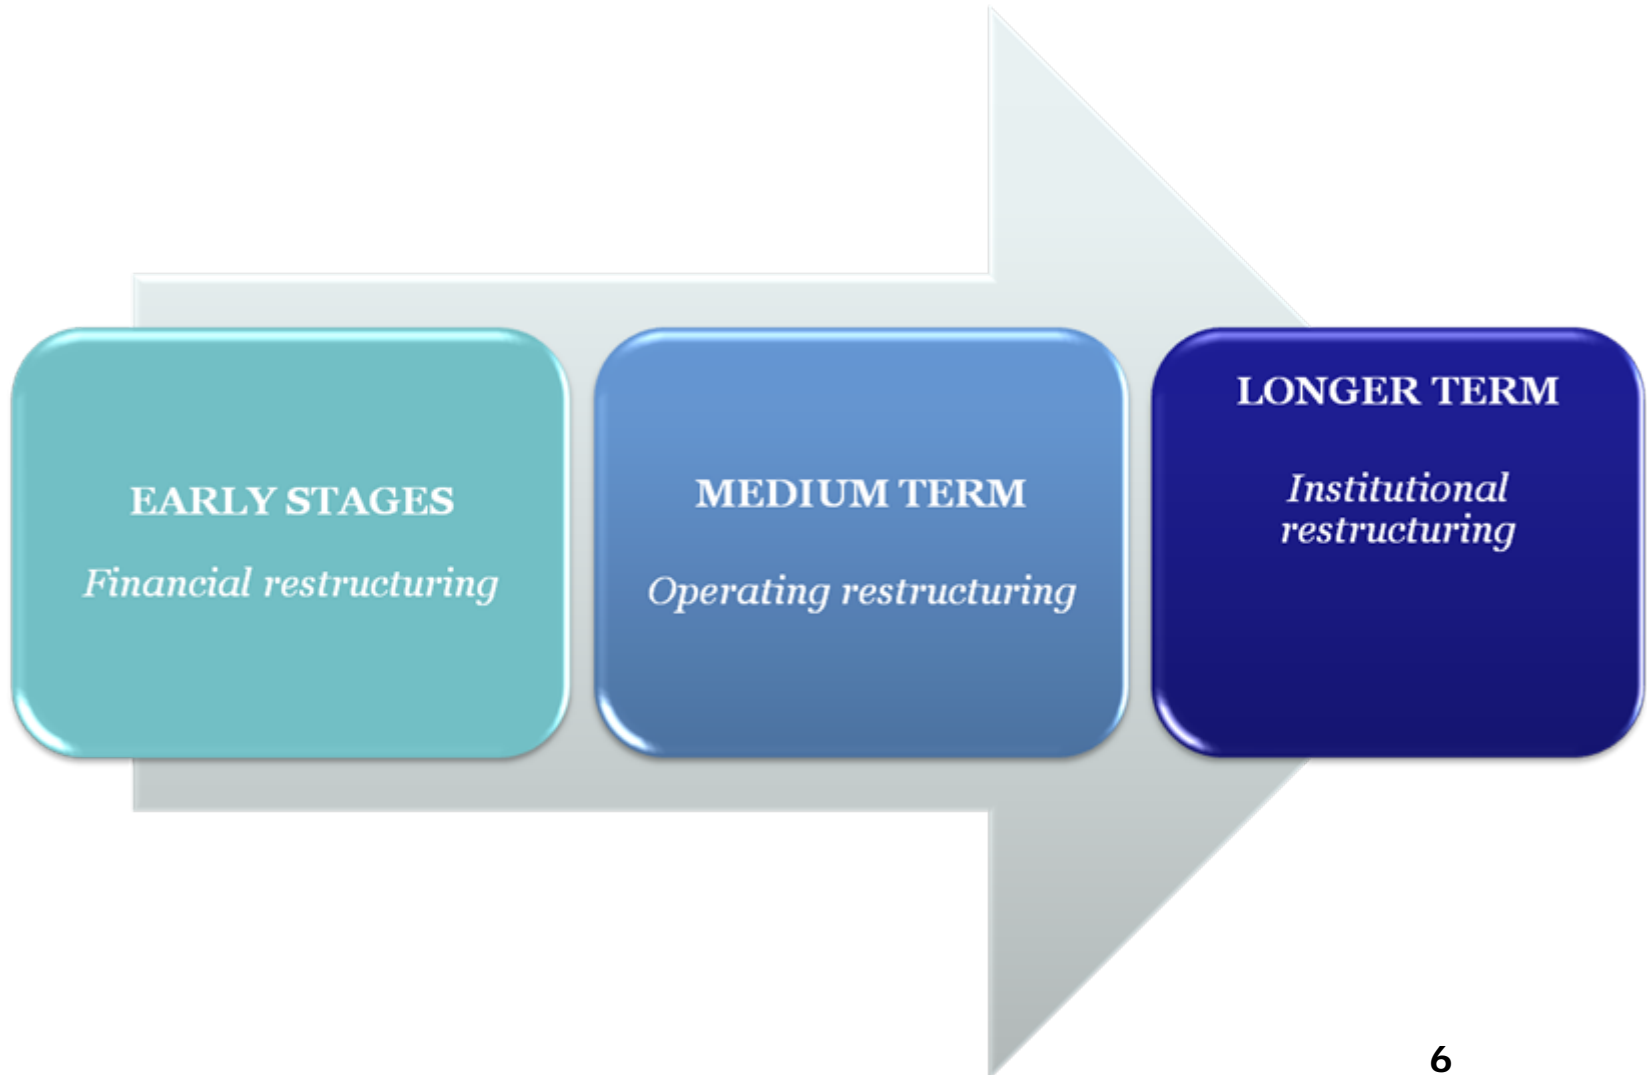 EARLY STAGES
Financial restructuring
MEDIUM TERM
Operating restructuring
LONGER TERM
Institutional
restructuring
6